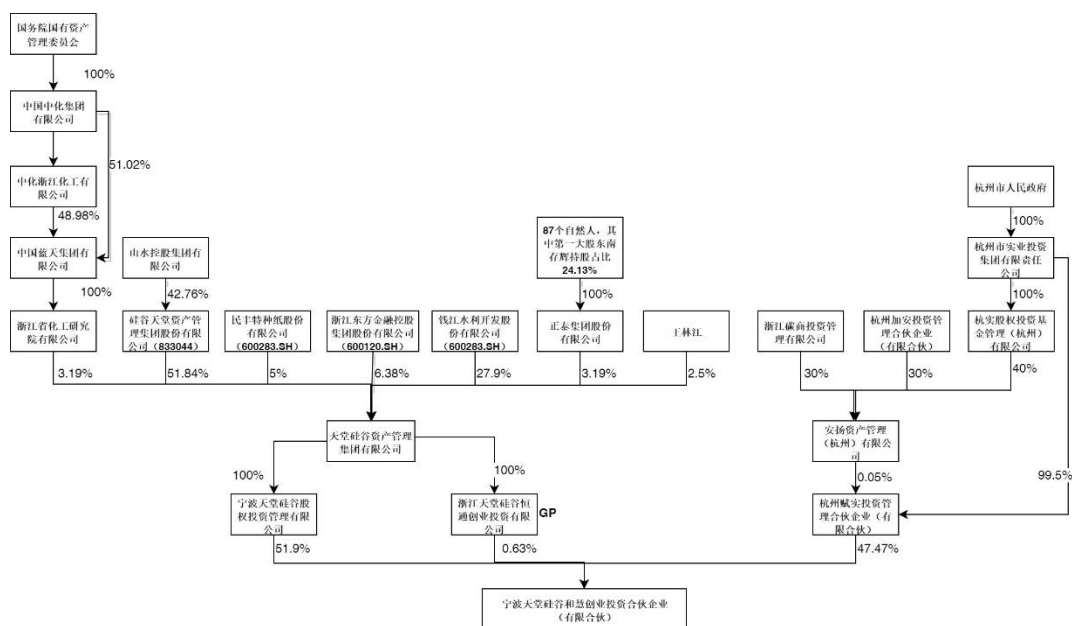 国务院国有资产
管理委员会
100%
中国中化集团
有限公司
51.02%
中化浙江化工有
限公司
杭州市人民政府
48.98%
100%
87个自然人，其
中第一大股东南
存辉持股占比
24.13%
中国蓝天集团有
限公司
山水控股集团有
限公司
杭州市实业投资
集团有限责任
公司
100%
42.76%
100%
100%
浙江省化工研究
院有限公司
硅谷天堂资产管
理集团股份有限
公司（833044）
民丰特种纸股份
有限公司
（600283.SH）
浙江东方金融控股
集团股份有限公司
（600120.SH）
钱江水利开发股
份有限公司
（600283.SH）
正泰集团股份
有限公司
王林江
浙江碳商投资管
理有限公司
杭州加安投资管
理合伙企业
（有限合伙）
杭实股权投资基
金管理（杭州）
有限公司
3.19%
51.84%
5%
6.38%
27.9%
3.19%
2.5%
30%
30%
40%
天堂硅谷资产管理
集团有限公司
安扬资产管理
（杭州）有限公
司
100%
100%
0.05%
99.5%
宁波天堂硅谷股
权投资管理有限
公司
浙江天堂硅谷恒
通创业投资有限
公司
GP
杭州赋实投资管
理合伙企业（有
限合伙）
51.9%
0.63%
47.47%
宁波天堂硅谷和慧创业投资合伙企业
（有限合伙）